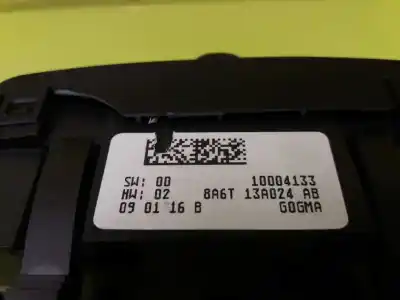 SW: 00 10004133
HW: 02 8A6T 13A024 AB
09 01 16 B GOGMA